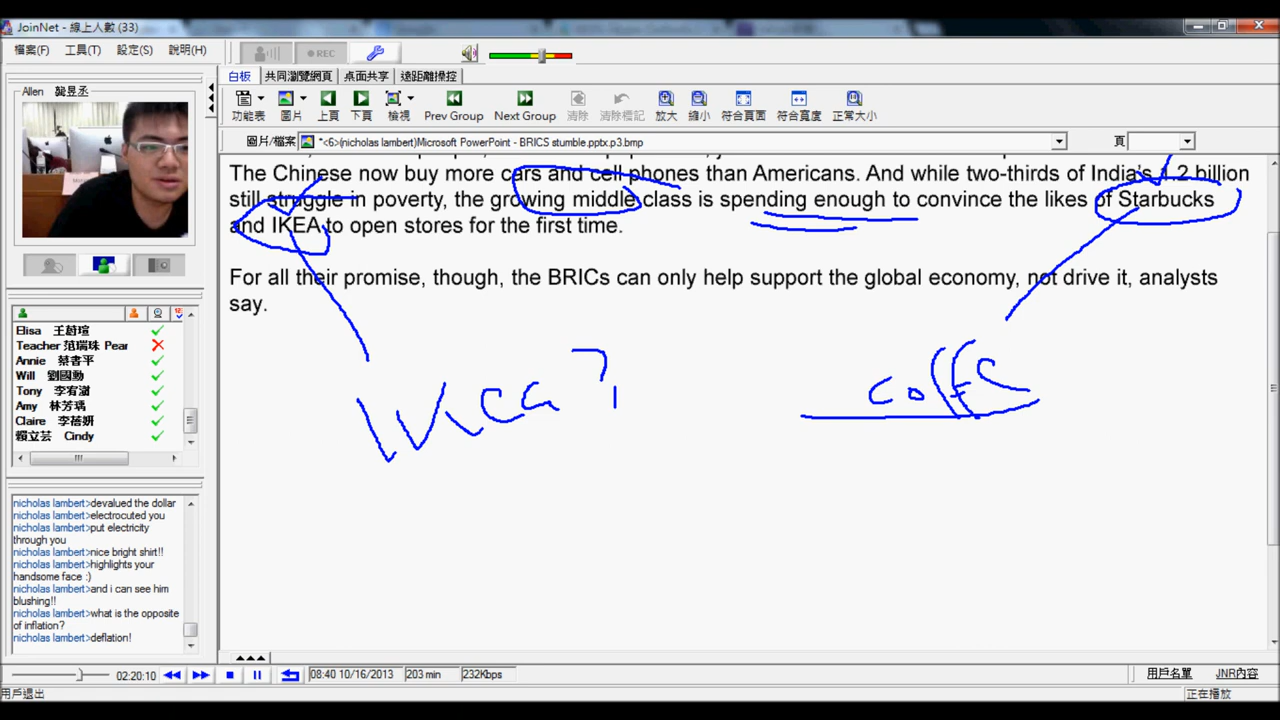 JoinNet - 線上人數 (33)
檔案(F) 工具(T) 設定(S) 說明(H)
REC
Allen 龔昱丞
白板 共同瀏覽網頁 桌面共享 遠距離操控
功能表 圖片 上頁 下頁 檢視 Prev Group Next Group 清除 清除標記 放大 縮小 符合頁面 符合寬度 正常大小
圖片/檔案 *<6>(nicholas lambert)Microsoft PowerPoint - BRICS stumble.pptx.p3.bmp 頁
The Chinese now buy more cars and cell phones than Americans. And while two-thirds of India's 1.2 billion
still struggle in poverty, the growing middle class is spending enough to convince the likes of Starbucks
and IKEA to open stores for the first time.
For all their promise, though, the BRICs can only help support the global economy, not drive it, analysts
say.
Elisa 王蒔瑄
Teacher 范瑞珠 Pear
Annie 蔡書平
Will 劉國勳
Tony 李宥澍
Amy 林芳瑀
Claire 李蓓妍
賴立芸 Cindy
nicholas lambert>devalued the dollar
nicholas lambert>electrocuted you
nicholas lambert>put electricity
through you
nicholas lambert>nice bright shirt!!
nicholas lambert>highlights your
handsome face :)
nicholas lambert>and i can see him
blushing!!
nicholas lambert>what is the opposite
of inflation?
nicholas lambert>deflation!
02:20:10 08:40 10/16/2013 203 min 232Kbps 用戶名單 JNR內容
用戶退出 正在播放